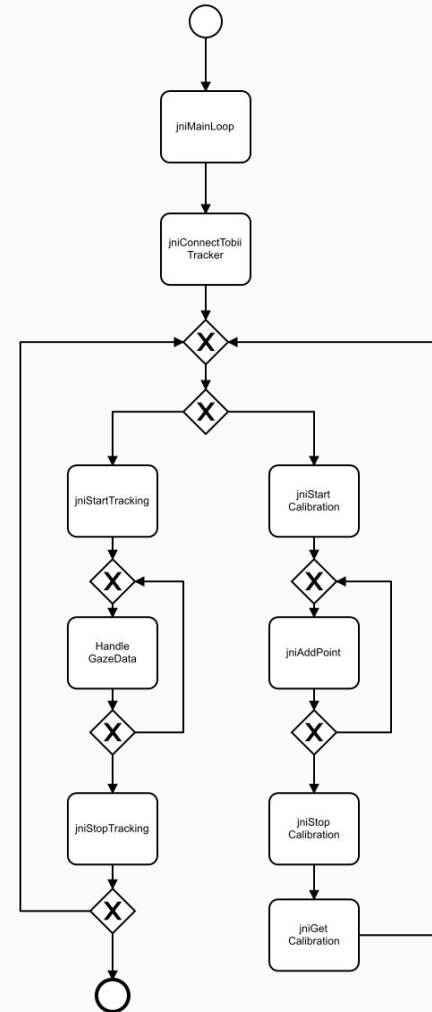 jniMainLoop
jniConnectTobii
Tracker
X
X
jniStartTracking
jniStart
Calibration
X
X
Handle
GazeData
jniAddPoint
X
X
jniStopTracking
jniStop
Calibration
X
jniGet
Calibration